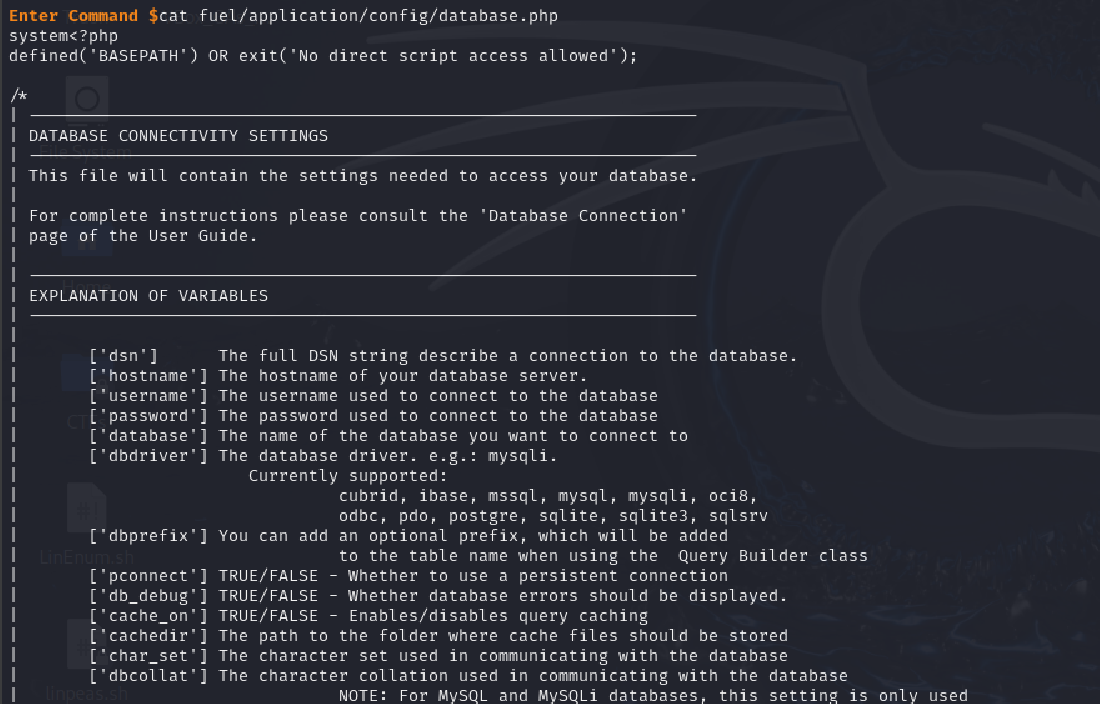 Enter Command $cat fuel/application/config/database.php
system<?php
defined('BASEPATH') OR exit('No direct script access allowed');
/*
| DATABASE CONNECTIVITY SETTINGS
File System
| This file will contain the settings needed to access your database.
|
| For complete instructions please consult the 'Database Connection'
| page of the User Guide.
|
Home
| EXPLANATION OF VARIABLES
|
| ['dsn'] The full DSN string describe a connection to the database.
| ['hostname'] The hostname of your database server.
| ['username'] The username used to connect to the database
| ['password'] The password used to connect to the database
| ['database'] The name of the database you want to connect to
| ['dbdriver'] The database driver. e.g.: mysqli.
| Currently supported:
| cubrid, ibase, mssql, mysql, mysqli, oci8,
| odbc, pdo, postgre, sqlite, sqlite3, sqlsrv
| ['dbprefix'] You can add an optional prefix, which will be added
| to the table name when using the  Query Builder class
LinEnum.sh
| ['pconnect'] TRUE/FALSE - Whether to use a persistent connection
| ['db_debug'] TRUE/FALSE - Whether database errors should be displayed.
| ['cache_on'] TRUE/FALSE - Enables/disables query caching
| ['cachedir'] The path to the folder where cache files should be stored
| ['char_set'] The character set used in communicating with the database
| ['dbcollat'] The character collation used in communicating with the database
linpeas.sh
| NOTE: For MySQL and MySQLi databases, this setting is only used